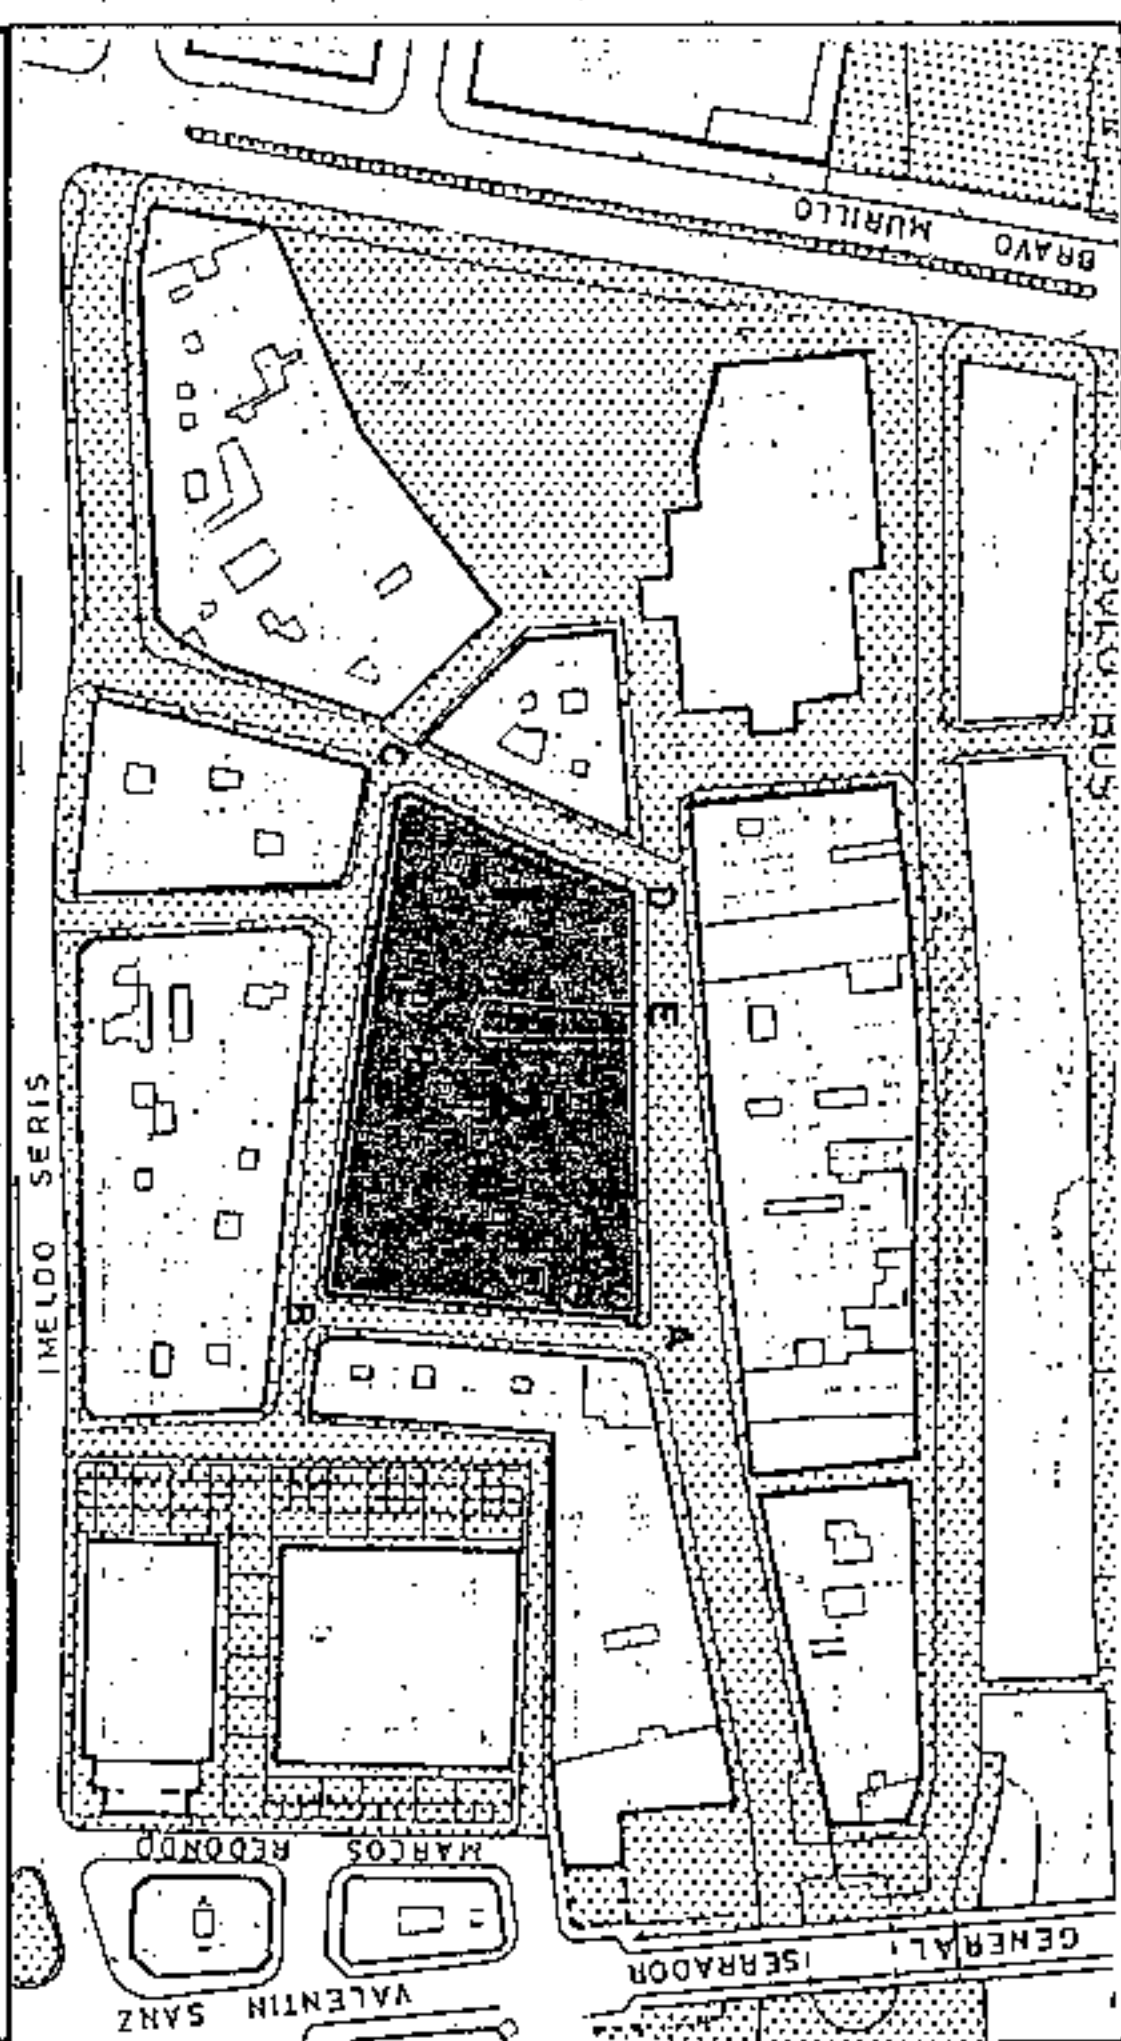 BRAVO MURILLO
C
D
E
B
A
IMELDO SERIS
MARCOS REDONDO
VALENTIN SANZ
GENERAL SERRADOR